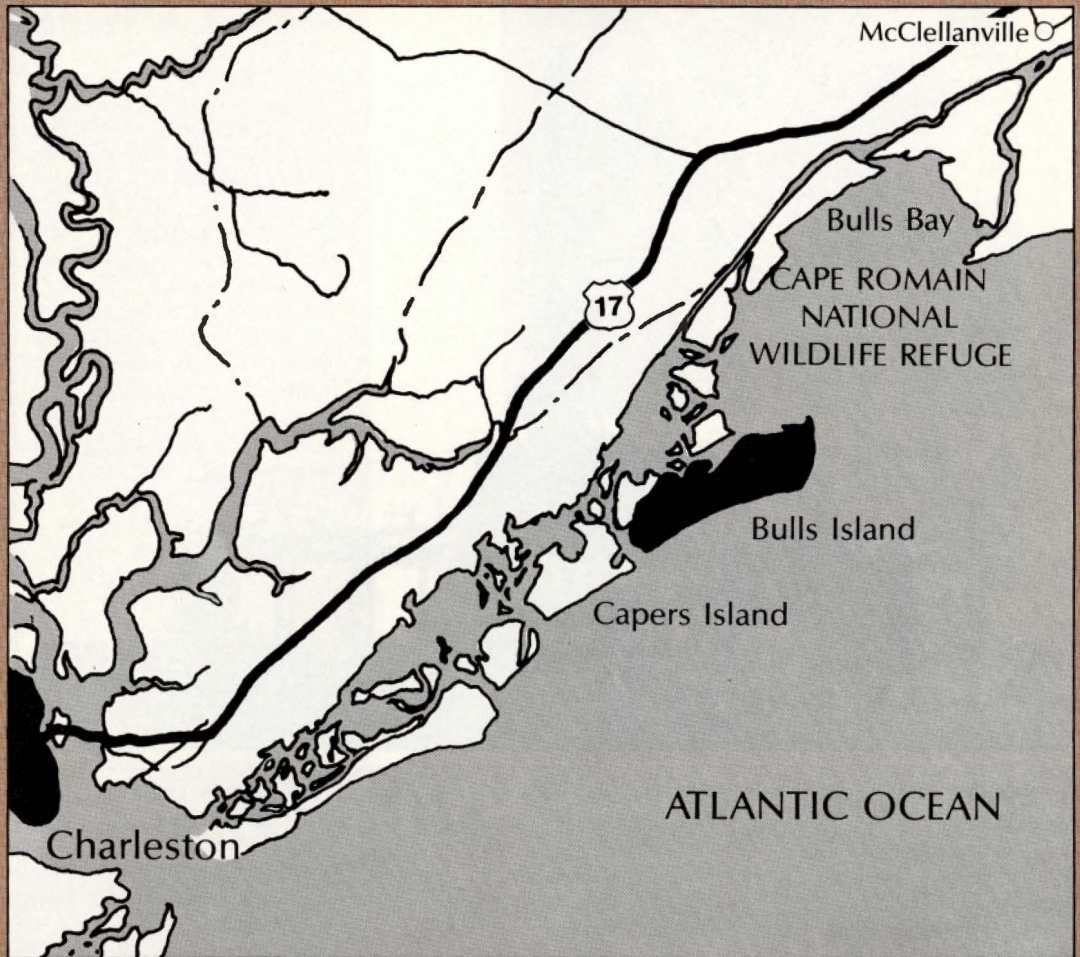 McClellanville
Bulls Bay
CAPE ROMAIN
NATIONAL
WILDLIFE REFUGE
17
Bulls Island
Capers Island
ATLANTIC OCEAN
Charleston